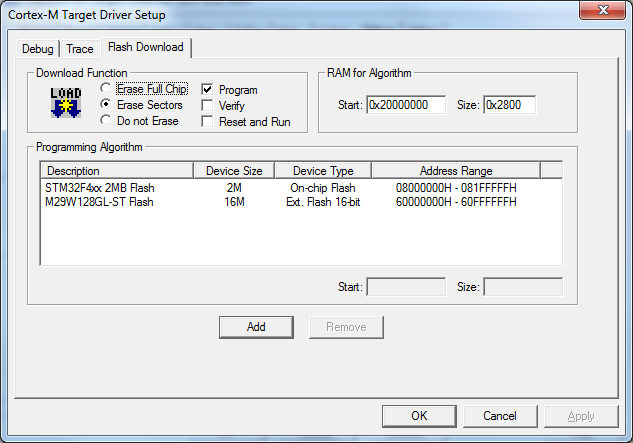 Cortex-M Target Driver Setup
Debug Trace Flash Download
Download Function
LOAD
Erase Full Chip
Erase Sectors
Do not Erase
Program
Verify
Reset and Run
RAM for Algorithm
Start: 0x20000000 Size: 0x2800
Programming Algorithm
Description Device Size Device Type Address Range
STM32F4xx 2MB Flash 2M On-chip Flash 08000000H - 081FFFFFH
M29W128GL-ST Flash 16M Ext. Flash 16-bit 60000000H - 60FFFFFFH
Start: Size:
Add Remove
OK Cancel Apply